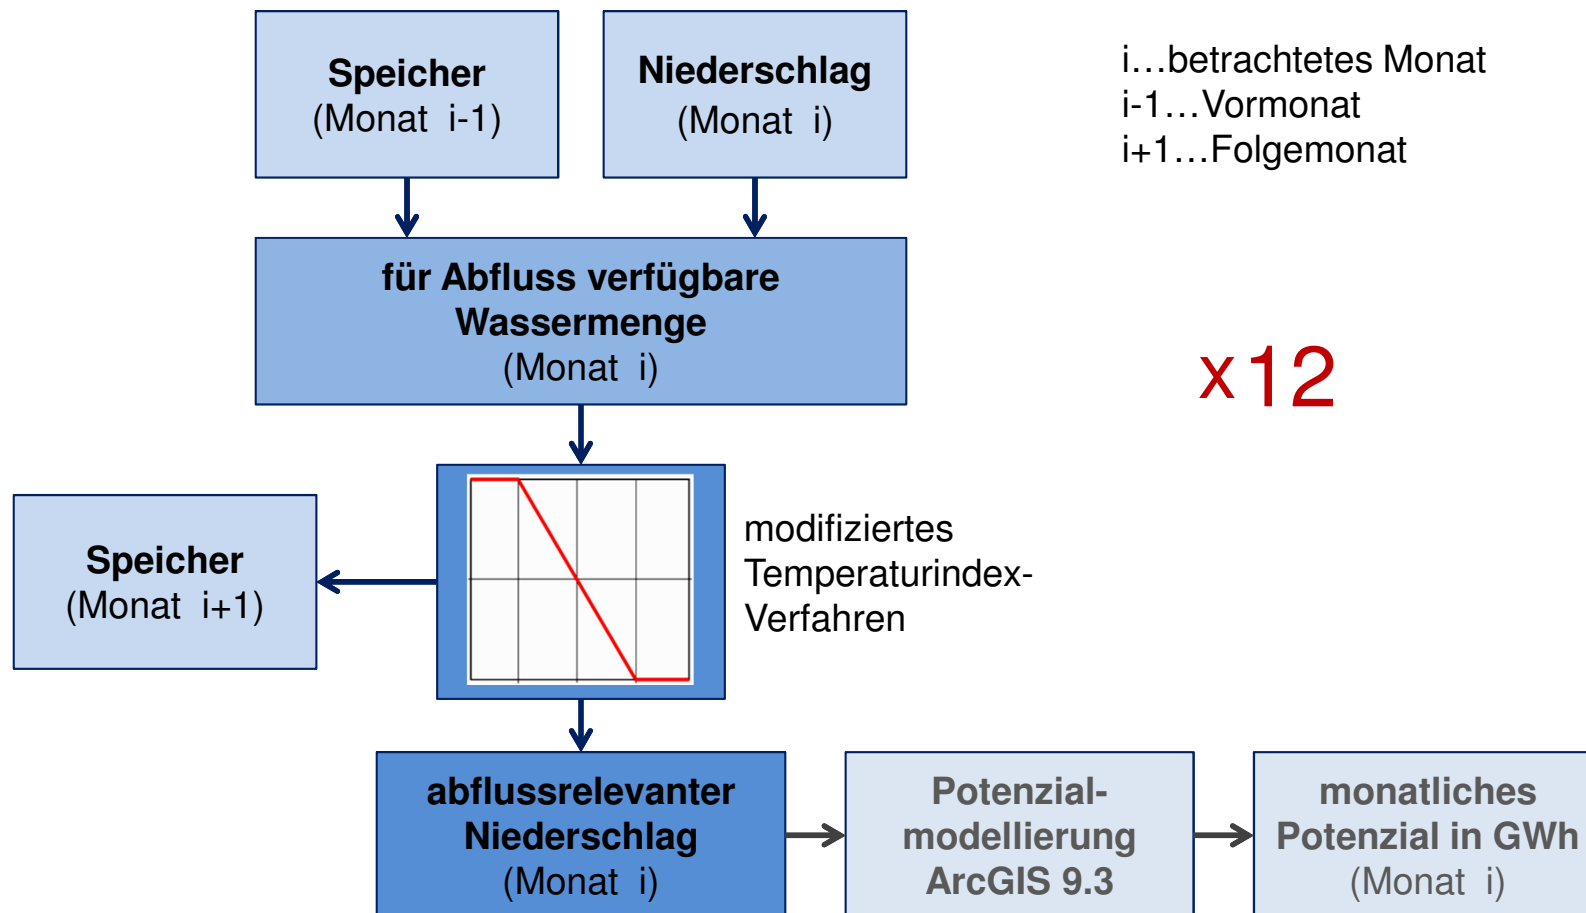 Speicher
(Monat i-1)
Niederschlag
(Monat i)
i…betrachtetes Monat
i-1…Vormonat
i+1…Folgemonat
für Abfluss verfügbare
Wassermenge
(Monat i)
x12
Speicher
(Monat i+1)
modifiziertes
Temperaturindex-
Verfahren
abflussrelevanter
Niederschlag
(Monat i)
Potenzial-
modellierung
ArcGIS 9.3
monatliches
Potenzial in GWh
(Monat i)